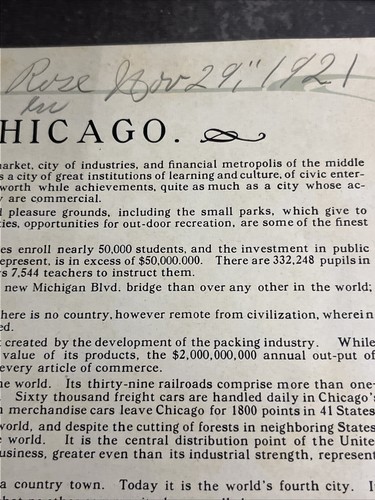 Rose Nov 29," 1921
HICAGO.
arket, city of industries, and financial metropolis of the middle
s a city of great institutions of learning and culture, of civic enter-
worth while achievements, quite as much as a city whose ac-
y are commercial.
l pleasure grounds, including the small parks, which give to
ties, opportunities for out-door recreation, are some of the finest
es enroll nearly 50,000 students, and the investment in public
epresent, is in excess of $50,000.000. There are 332,248 pupils in
s 7,544 teachers to instruct them.
new Michigan Blvd. bridge than over any other in the world;
here is no country, however remote from civilization, wherein
ed.
t created by the development of the packing industry. While
value of its products, the $2,000,000,000 annual out-put of
every article of commerce.
he world. Its thirty-nine railroads comprise more than one-
Sixty thousand freight cars are handled daily in Chicago's
h merchandise cars leave Chicago for 1800 points in 41 States
world, and despite the cutting of forests in neighboring States
e world. It is the central distribution point of the Unite
usiness, greater even than its industrial strength, represent
a country town. Today it is the world's fourth city. I